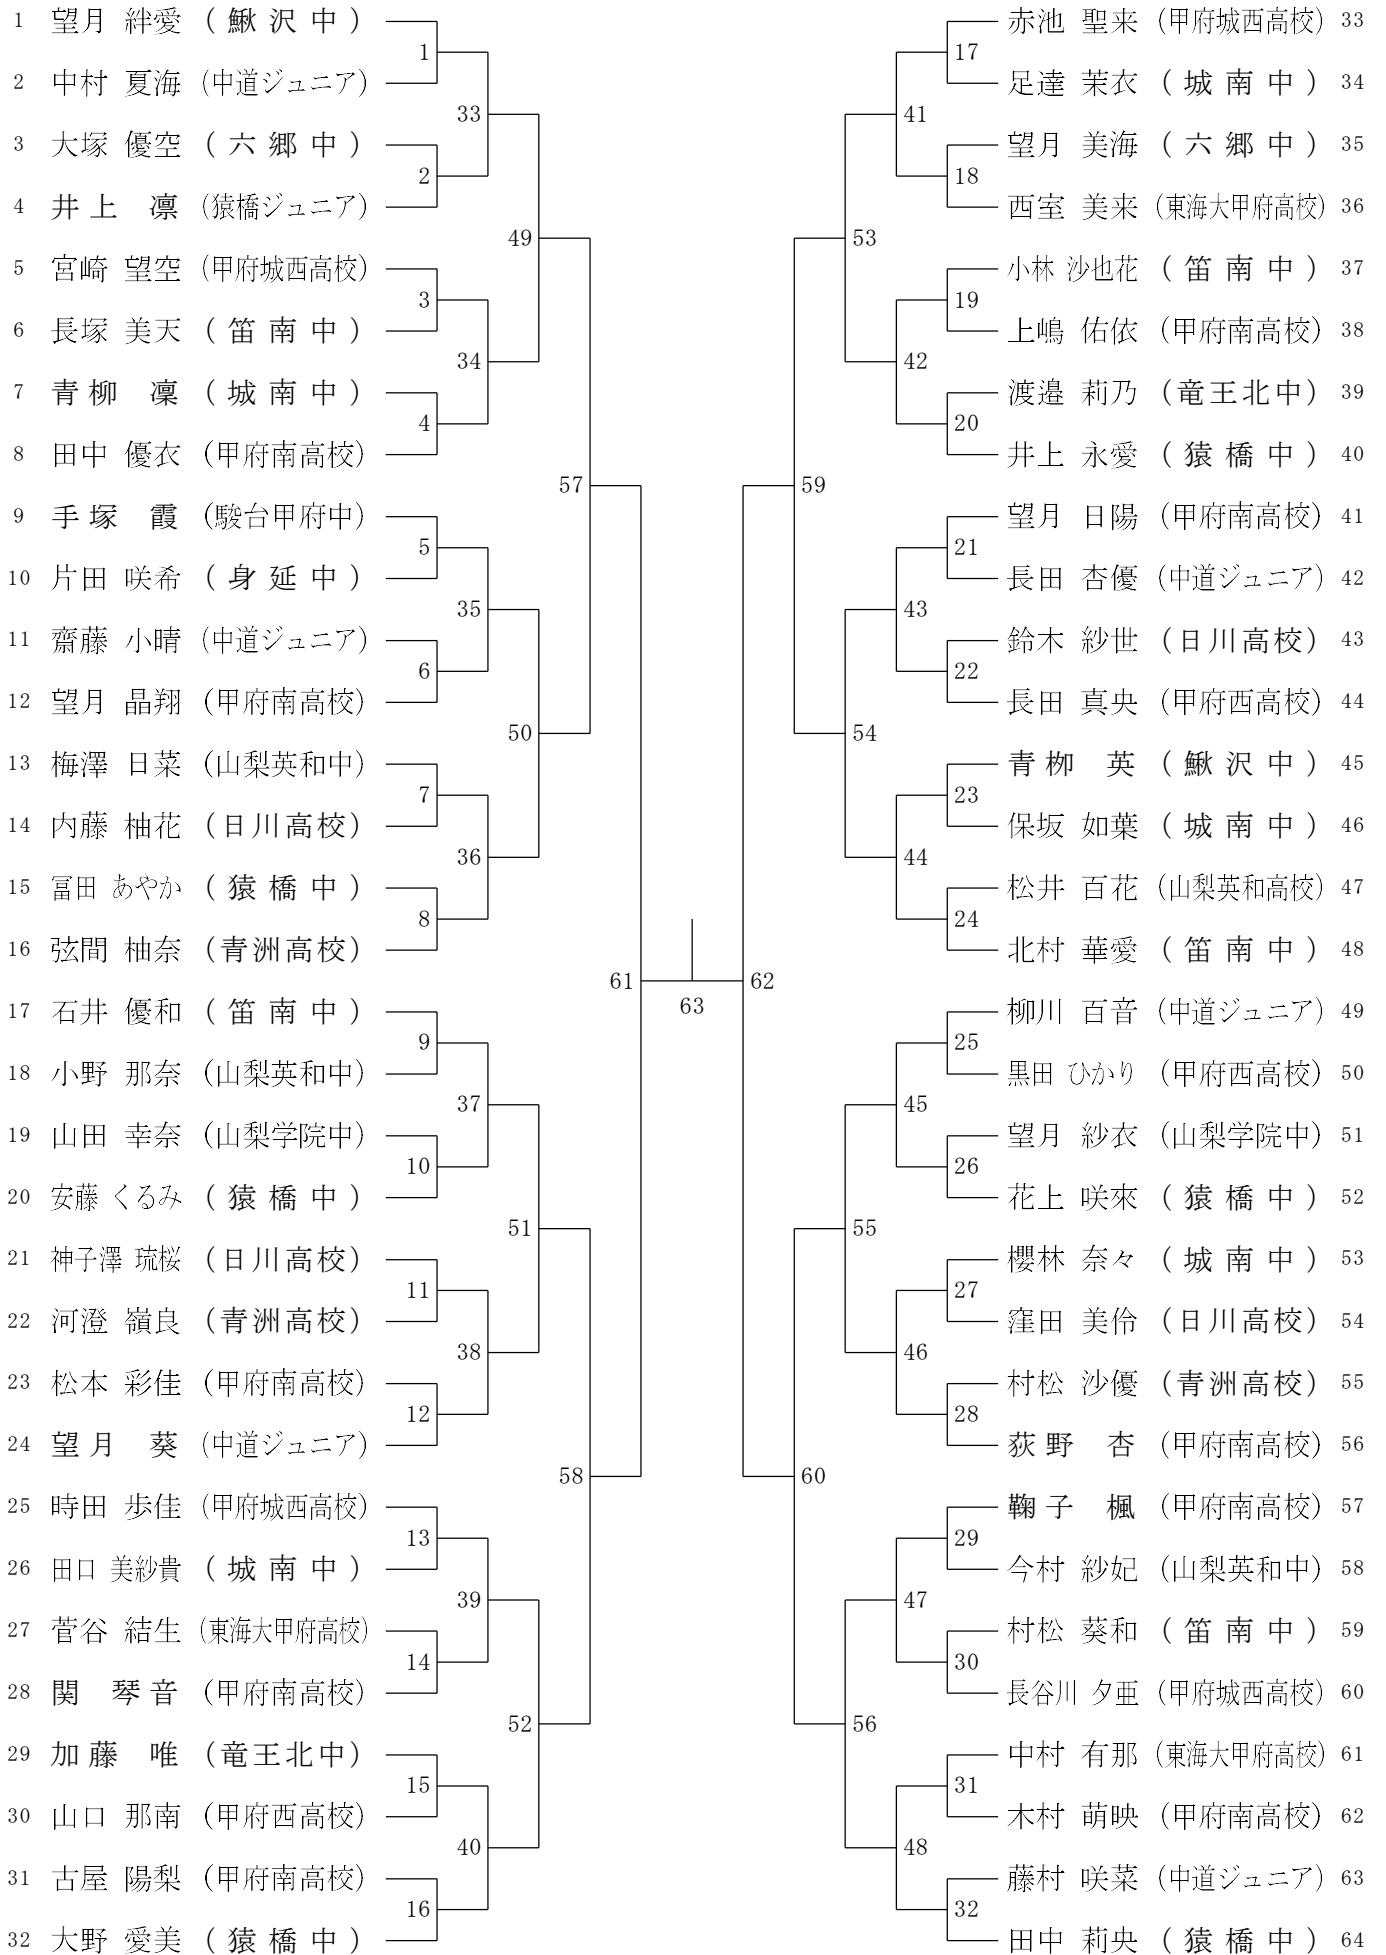 1 望月 絆愛 (鰍沢中)
2 中村 夏海 (中道ジュニア)
3 大塚 優空 (六郷中)
4 井上 凛 (猿橋ジュニア)
5 宮崎 望空 (甲府城西高校)
6 長塚 美天 (笛南中)
7 青柳 凜 (城南中)
8 田中 優衣 (甲府南高校)
9 手塚 霞 (駿台甲府中)
10 片田 咲希 (身延中)
11 齋藤 小晴 (中道ジュニア)
12 望月 晶翔 (甲府南高校)
13 梅澤 日菜 (山梨英和中)
14 内藤 柚花 (日川高校)
15 冨田 あやか (猿橋中)
16 弦間 柚奈 (青洲高校)
17 石井 優和 (笛南中)
18 小野 那奈 (山梨英和中)
19 山田 幸奈 (山梨学院中)
20 安藤 くるみ (猿橋中)
21 神子澤 琉桜 (日川高校)
22 河澄 嶺良 (青洲高校)
23 松本 彩佳 (甲府南高校)
24 望月 葵 (中道ジュニア)
25 時田 歩佳 (甲府城西高校)
26 田口 美紗貴 (城南中)
27 菅谷 結生 (東海大甲府高校)
28 関 琴音 (甲府南高校)
29 加藤 唯 (竜王北中)
30 山口 那南 (甲府西高校)
31 古屋 陽梨 (甲府南高校)
32 大野 愛美 (猿橋中)
1
2
3
4
5
6
7
8
9
10
11
12
13
14
15
16
33
34
35
36
37
38
39
40
49
50
51
52
57
58
61
63
62
59
60
53
54
55
56
41
42
43
44
45
46
47
48
17
18
19
20
21
22
23
24
25
26
27
28
29
30
31
32
赤池 聖来 (甲府城西高校) 33
足達 茉衣 (城南中) 34
望月 美海 (六郷中) 35
西室 美来 (東海大甲府高校) 36
小林 沙也花 (笛南中) 37
上嶋 佑依 (甲府南高校) 38
渡邉 莉乃 (竜王北中) 39
井上 永愛 (猿橋中) 40
望月 日陽 (甲府南高校) 41
長田 杏優 (中道ジュニア) 42
鈴木 紗世 (日川高校) 43
長田 真央 (甲府西高校) 44
青栁 英 (鰍沢中) 45
保坂 如葉 (城南中) 46
松井 百花 (山梨英和高校) 47
北村 華愛 (笛南中) 48
柳川 百音 (中道ジュニア) 49
黒田 ひかり (甲府西高校) 50
望月 紗衣 (山梨学院中) 51
花上 咲來 (猿橋中) 52
櫻林 奈々 (城南中) 53
窪田 美伶 (日川高校) 54
村松 沙優 (青洲高校) 55
荻野 杏 (甲府南高校) 56
鞠子 楓 (甲府南高校) 57
今村 紗妃 (山梨英和中) 58
村松 葵和 (笛南中) 59
長谷川 夕亜 (甲府城西高校) 60
中村 有那 (東海大甲府高校) 61
木村 萌映 (甲府南高校) 62
藤村 咲菜 (中道ジュニア) 63
田中 莉央 (猿橋中) 64